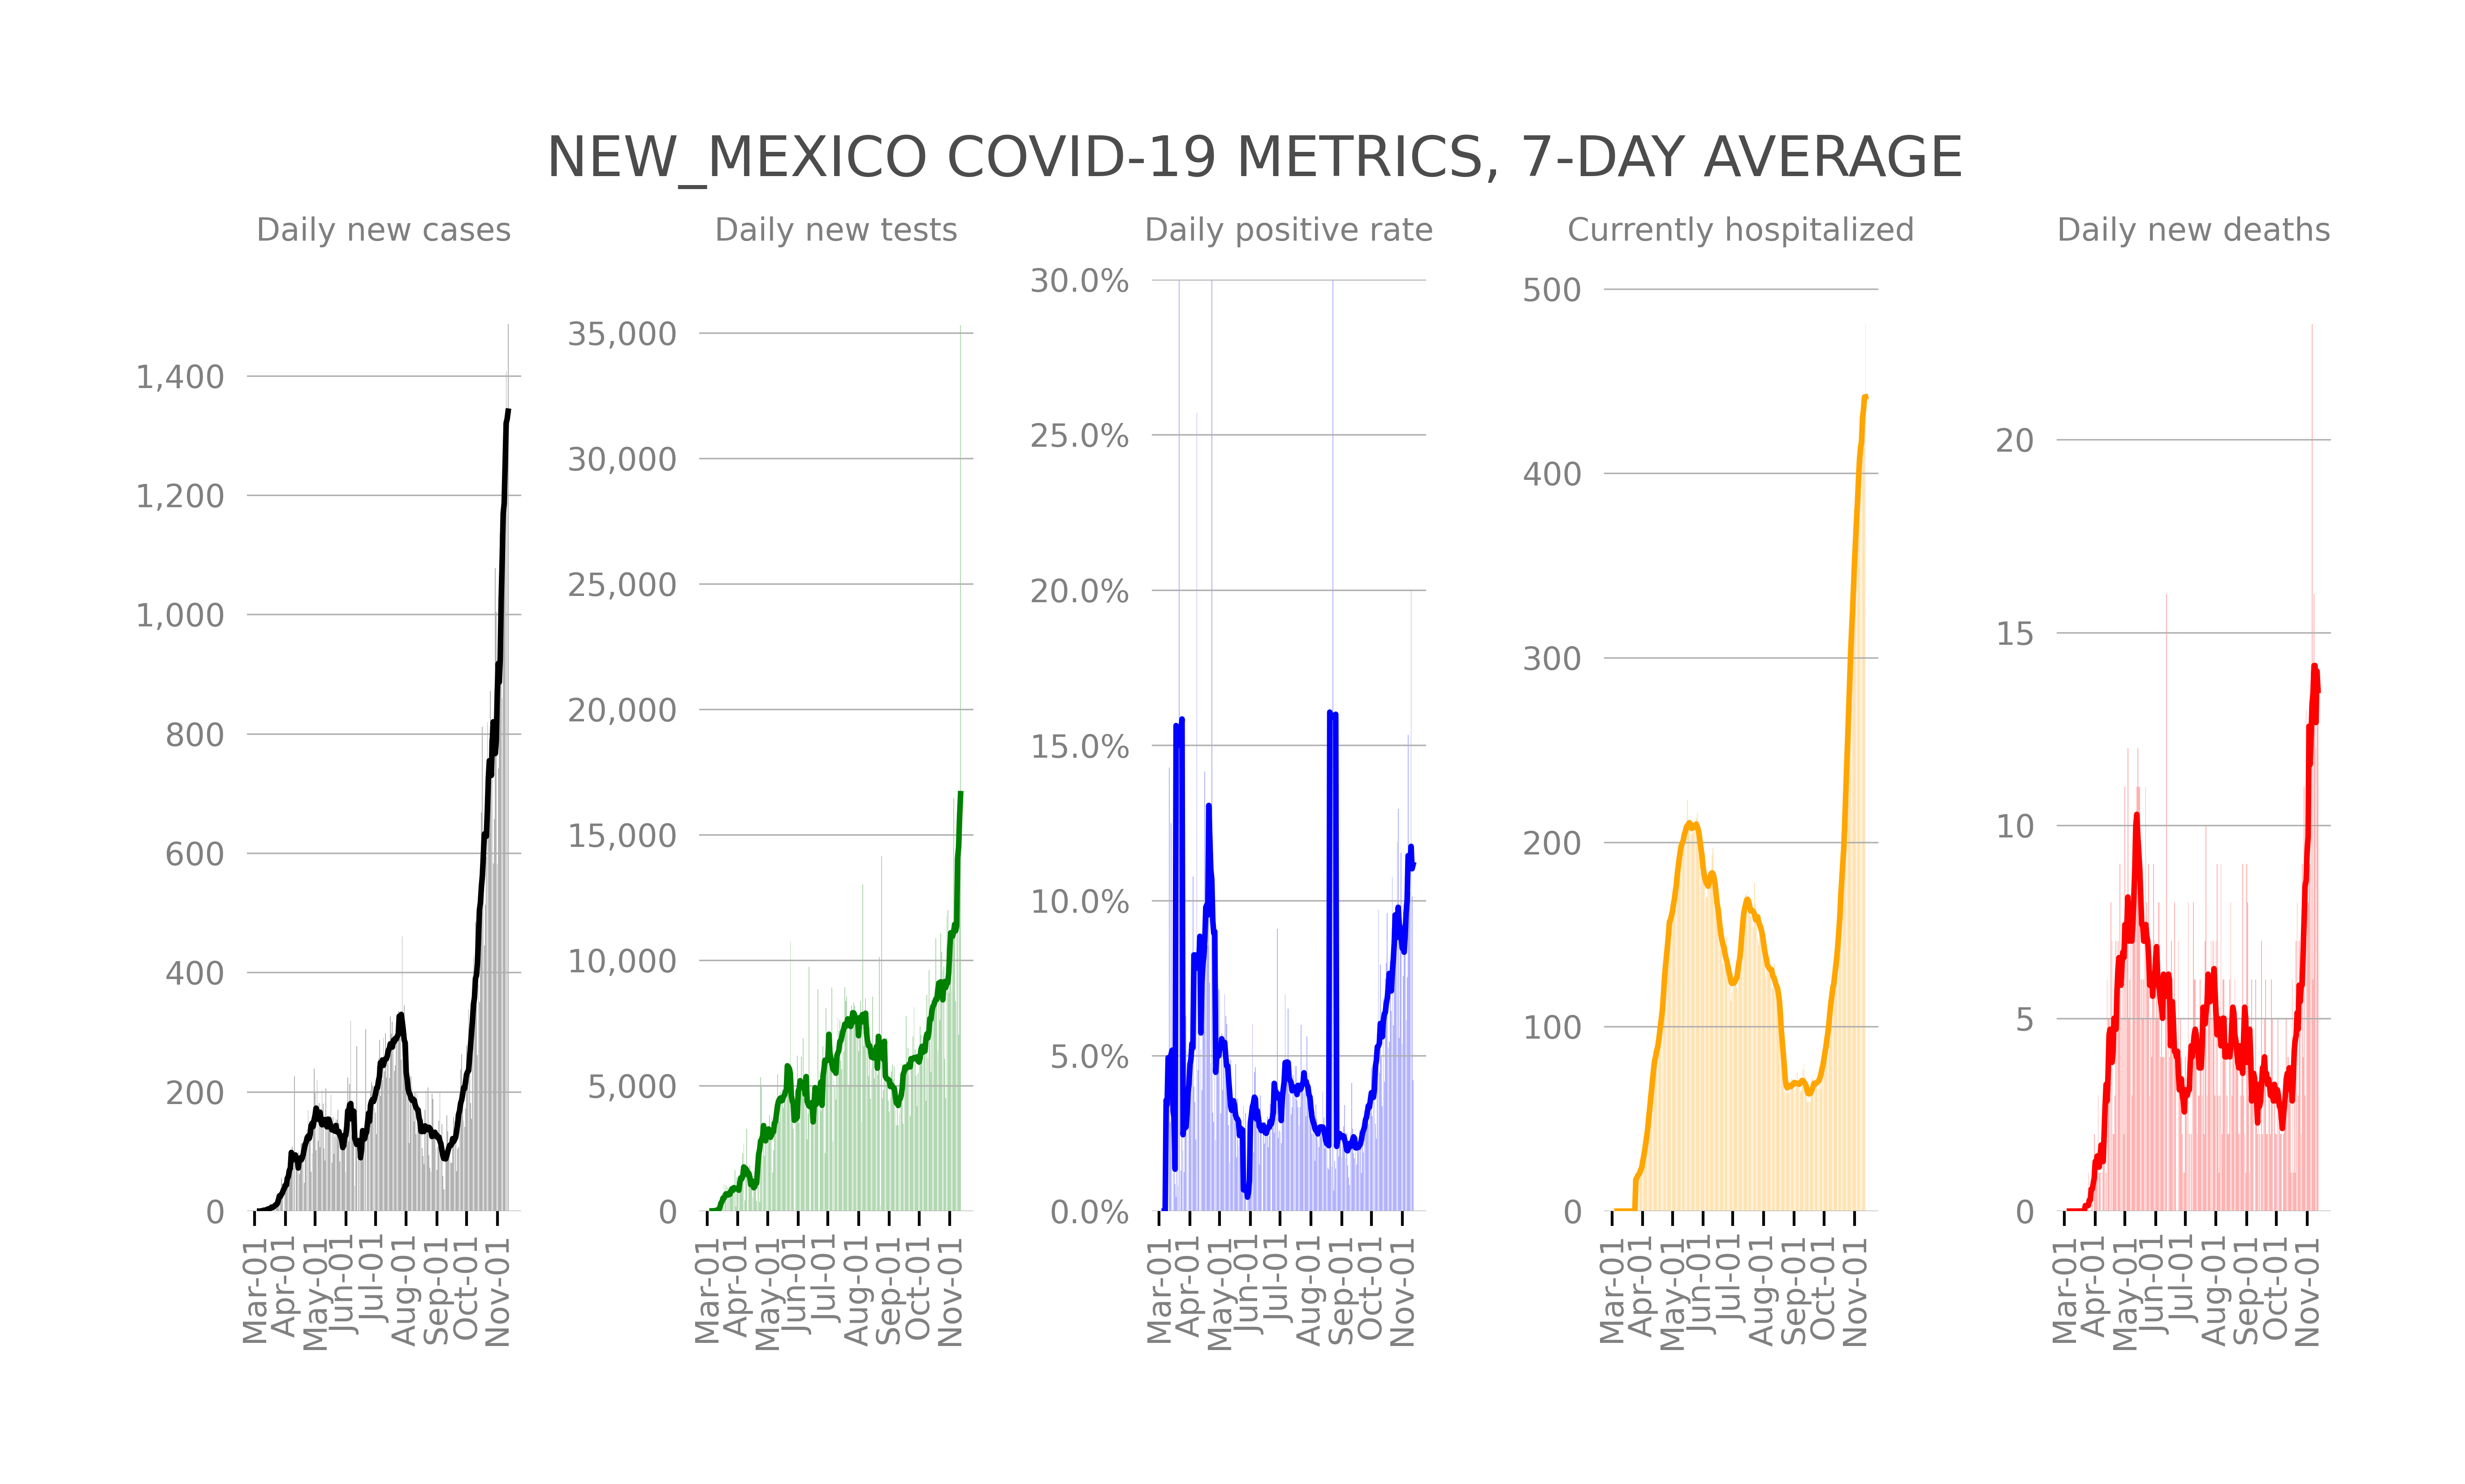 NEW_MEXICO COVID-19 METRICS, 7-DAY AVERAGE
Daily new cases
1,400
1,200
1,000
800
600
400
200
0
Mar-01
Apr-01
May-01
Jun-01
Jul-01
Aug-01
Sep-01
Oct-01
Nov-01
Daily new tests
35,000
30,000
25,000
20,000
15,000
10,000
5,000
0
Mar-01
Apr-01
May-01
Jun-01
Jul-01
Aug-01
Sep-01
Oct-01
Nov-01
Daily positive rate
30.0%
25.0%
20.0%
15.0%
10.0%
5.0%
0.0%
Mar-01
Apr-01
May-01
Jun-01
Jul-01
Aug-01
Sep-01
Oct-01
Nov-01
Currently hospitalized
500
400
300
200
100
0
Mar-01
Apr-01
May-01
Jun-01
Jul-01
Aug-01
Sep-01
Oct-01
Nov-01
Daily new deaths
20
15
10
5
0
Mar-01
Apr-01
May-01
Jun-01
Jul-01
Aug-01
Sep-01
Oct-01
Nov-01